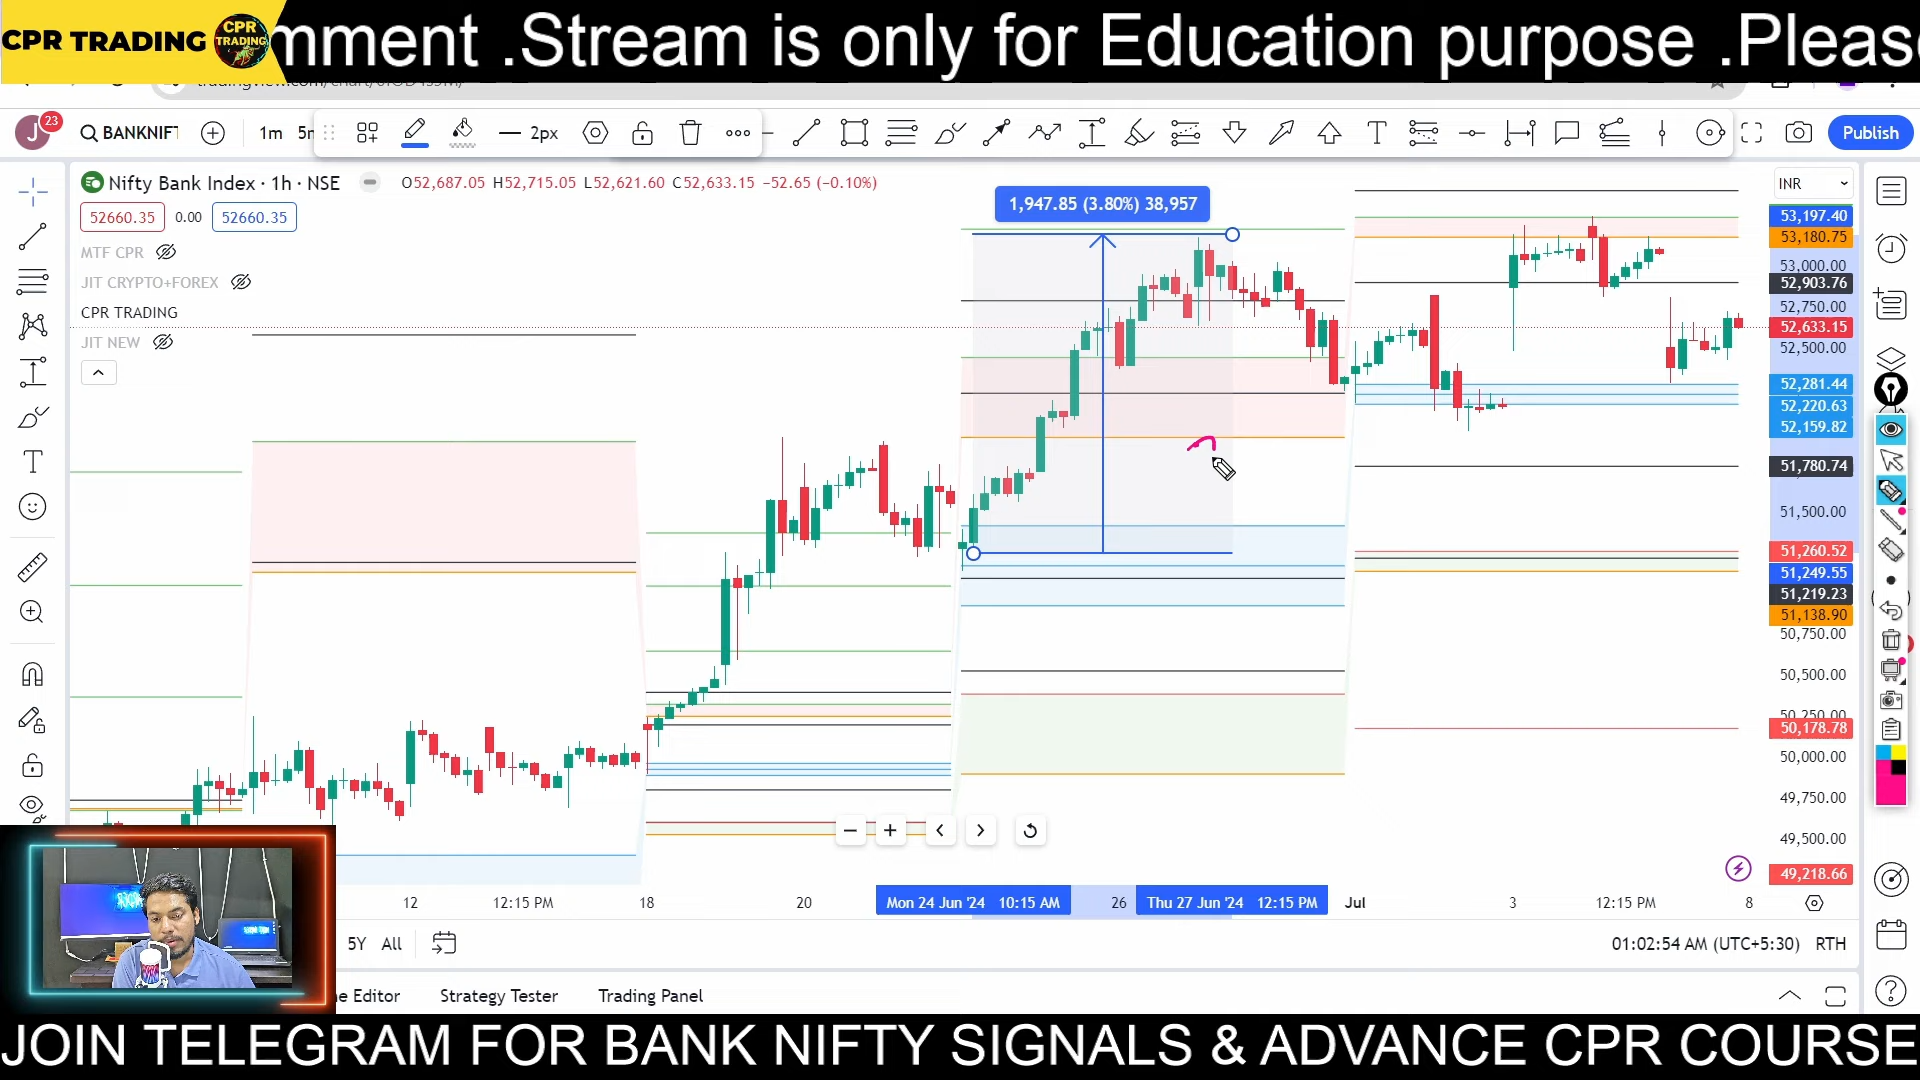 CPR TRADING
CPR
TRADING
mment .Stream is only for Education purpose .Pleas
J
23
BANKNIF
1m
2px
Publish
Nifty Bank Index · 1h · NSE
O52,687.05 H52,715.05 L52,621.60 C52,633.15 −52.65 (−0.10%)
52660.35 0.00 52660.35
MTF CPR
JIT CRYPTO+FOREX
CPR TRADING
JIT NEW
1,947.85 (3.80%) 38,957
INR
53,197.40
53,180.75
53,000.00
52,903.76
52,750.00
52,633.15
52,500.00
52,281.44
52,220.63
52,159.82
51,780.74
51,500.00
51,260.52
51,249.55
51,219.23
51,138.90
50,750.00
50,500.00
50,250.00
50,178.78
50,000.00
49,750.00
49,500.00
49,218.66
12 12:15 PM 18 20 Mon 24 Jun '24 10:15 AM 26 Thu 27 Jun '24 12:15 PM Jul 3 12:15 PM 8
5Y All
01:02:54 AM (UTC+5:30) RTH
Editor Strategy Tester Trading Panel
JOIN TELEGRAM FOR BANK NIFTY SIGNALS & ADVANCE CPR COURSE